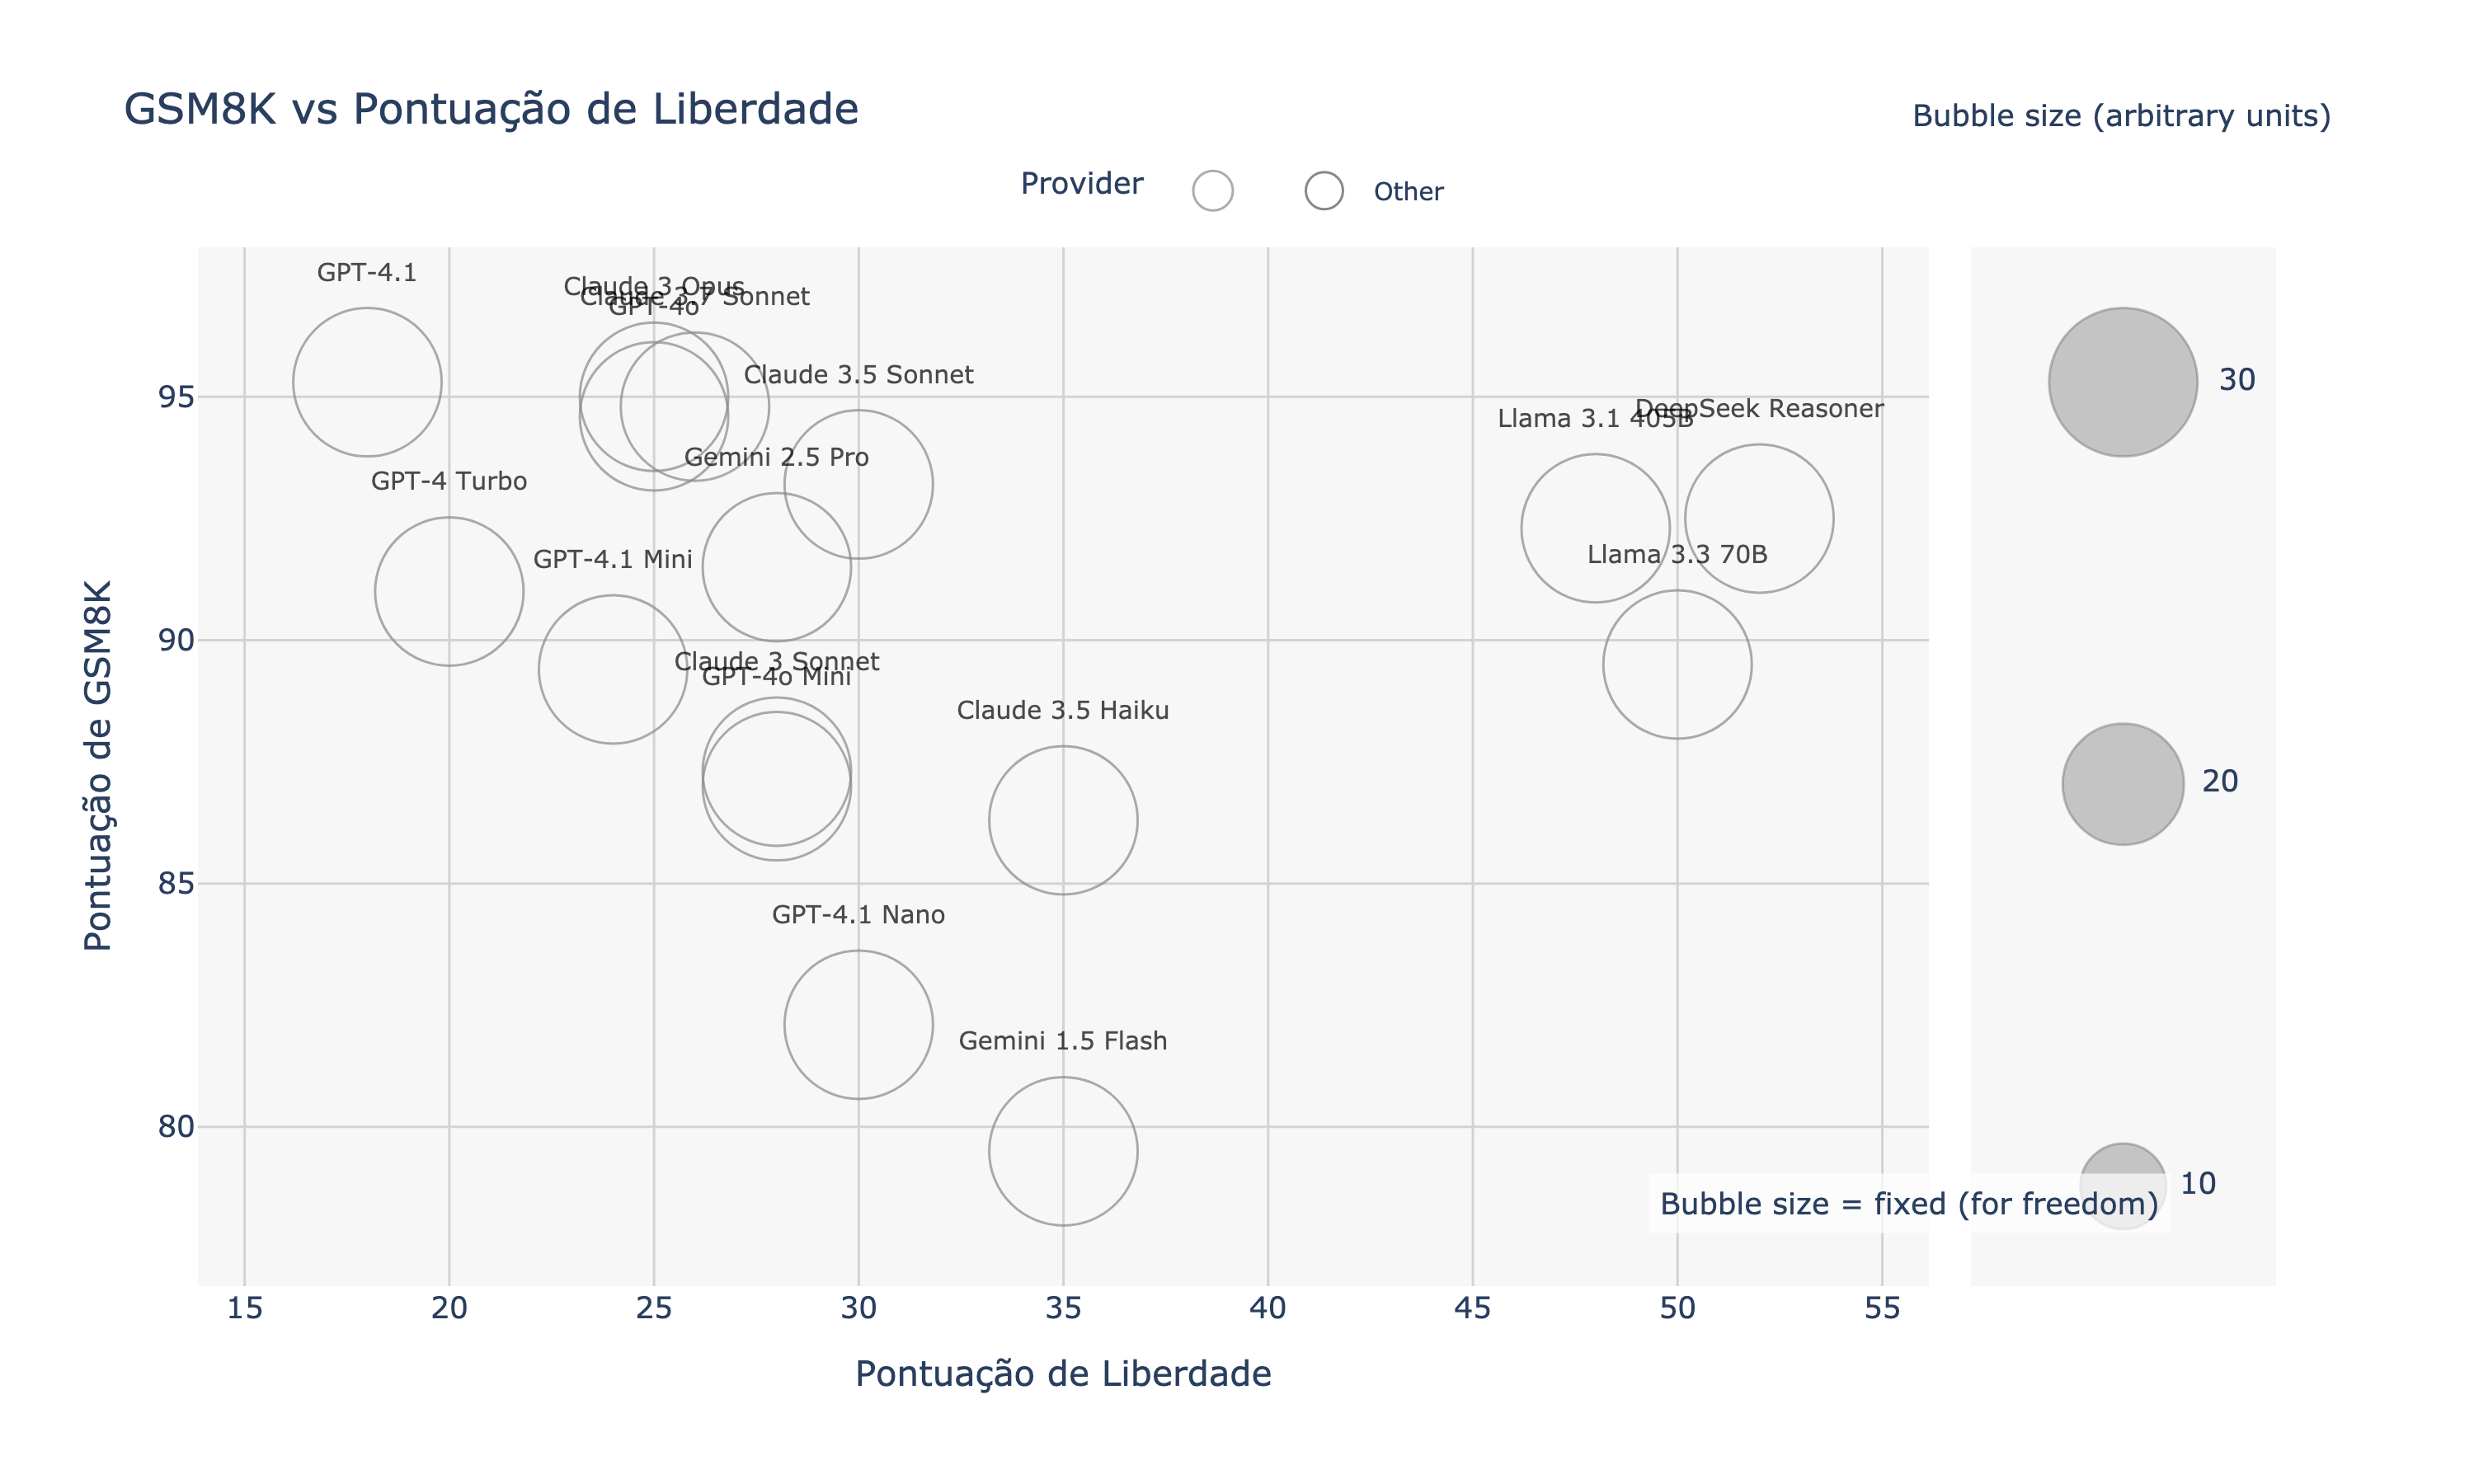 GSM8K vs Pontuação de Liberdade
Bubble size (arbitrary units)
Provider
Other
GPT-4.1
Claude 3 Opus
Claude 3.7 Sonnet
GPT-4o
Claude 3.5 Sonnet
DeepSeek Reasoner
Llama 3.1 405B
Gemini 2.5 Pro
GPT-4 Turbo
GPT-4.1 Mini
Llama 3.3 70B
Claude 3 Sonnet
GPT-4o Mini
Claude 3.5 Haiku
GPT-4.1 Nano
Gemini 1.5 Flash
95
90
85
80
Pontuação de GSM8K
15
20
25
30
35
40
45
50
55
Pontuação de Liberdade
30
20
10
Bubble size = fixed (for freedom)